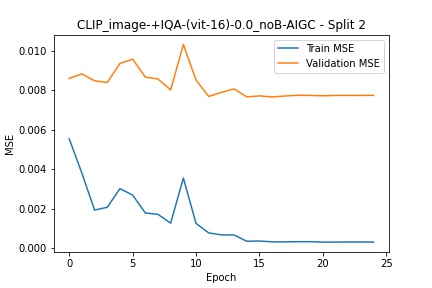 CLIP_image-+IQA-(vit-16)-0.0_noB-AIGC - Split 2
Train MSE
Validation MSE
0.010
0.008
0.006
0.004
0.002
0.000
MSE
0 5 10 15 20 25
Epoch